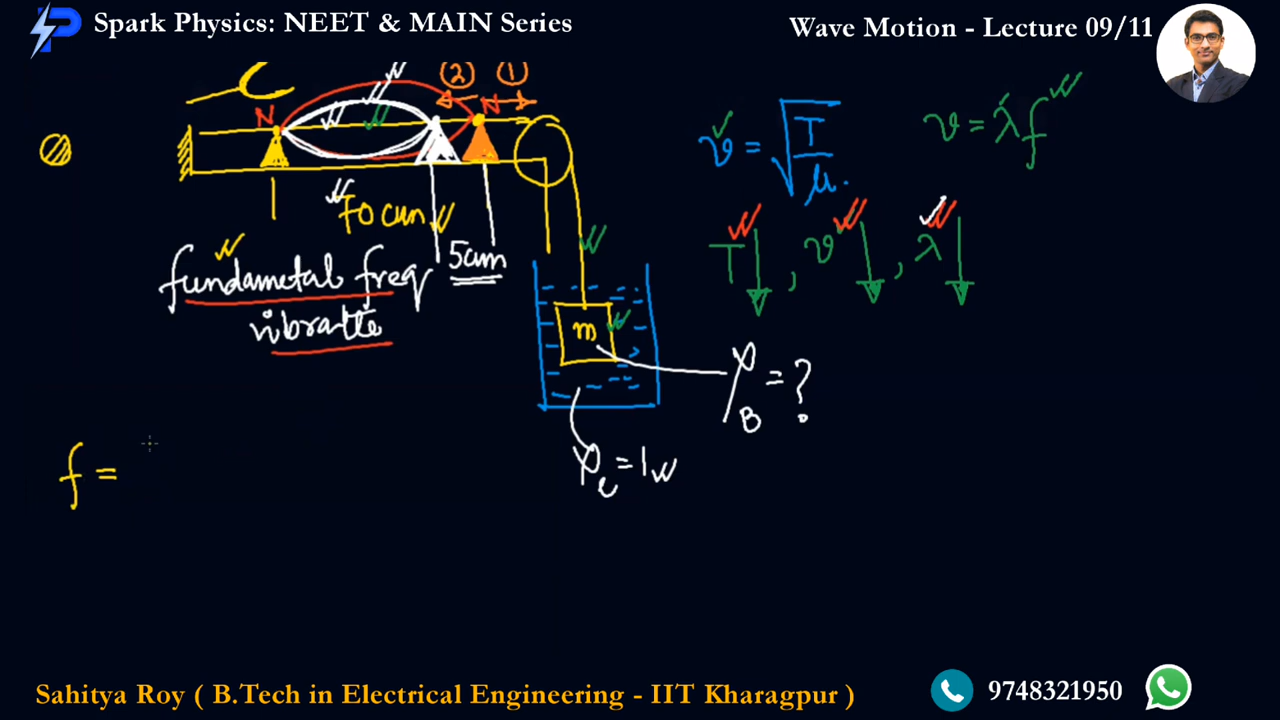 Spark Physics: NEET & MAIN Series
Wave Motion - Lecture 09/11
② ①
N N
v = √T/μ.
v = λf
70 cm
T↓, v↓, λ↓
fundametal freq
5cm
vibratte
m
ρB = ?
ρL = 1
f =
Sahitya Roy ( B.Tech in Electrical Engineering - IIT Kharagpur )
9748321950